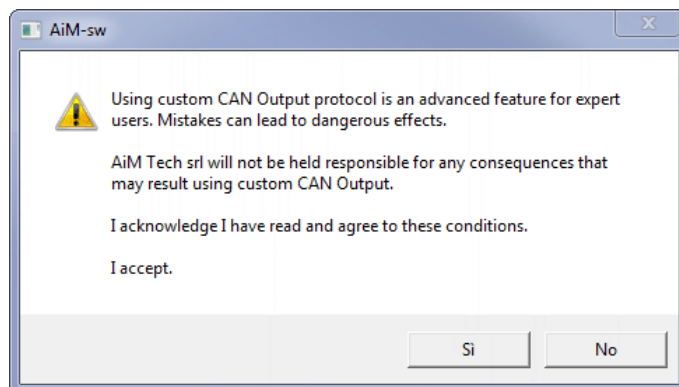 AiM-sw
Using custom CAN Output protocol is an advanced feature for expert
users. Mistakes can lead to dangerous effects.
AiM Tech srl will not be held responsible for any consequences that
may result using custom CAN Output.
I acknowledge I have read and agree to these conditions.
I accept.
Sì
No